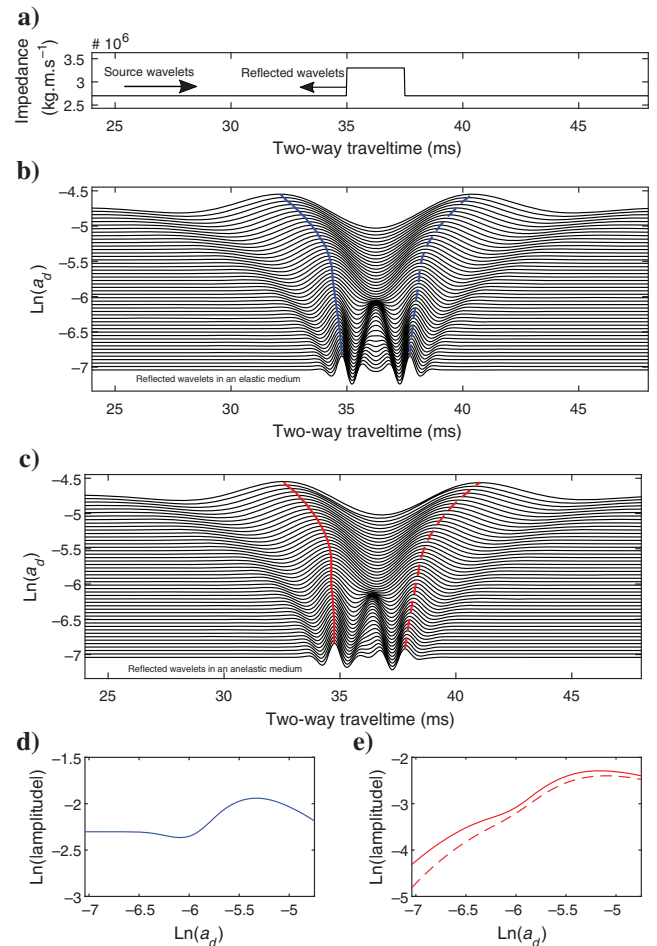 a)
# 10⁶
Impedance
(kg.m.s⁻¹)
3.5
3
2.5
Source wavelets
Reflected wavelets
25 30 35 40 45
Two-way traveltime (ms)
b)
Ln(a_d)
−4.5
−5
−5.5
−6
−6.5
−7
Reflected wavelets in an elastic medium
25 30 35 40 45
Two-way traveltime (ms)
c)
Ln(a_d)
−4.5
−5
−5.5
−6
−6.5
−7
Reflected wavelets in an anelastic medium
25 30 35 40 45
Two-way traveltime (ms)
d)
Ln(lamplitudel)
−1.5
−2
−2.5
−3
−7 −6.5 −6 −5.5 −5
Ln(a_d)
e)
Ln(lamplitudel)
−2
−3
−4
−5
−7 −6.5 −6 −5.5 −5
Ln(a_d)